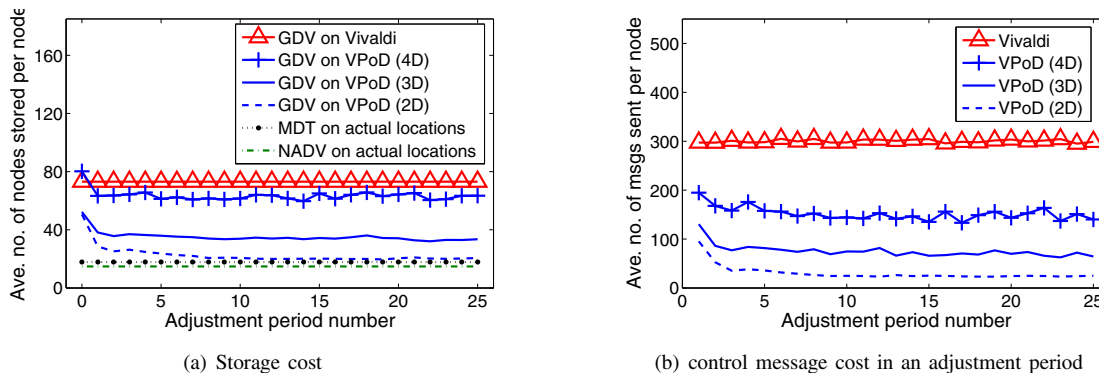 Ave. no. of nodes stored per node
160
120
80
40
0
0 5 10 15 20 25
Adjustment period number
GDV on Vivaldi
GDV on VPoD (4D)
GDV on VPoD (3D)
GDV on VPoD (2D)
MDT on actual locations
NADV on actual locations
(a) Storage cost
Ave. no. of msgs sent per node
500
400
300
200
100
0
0 5 10 15 20 25
Adjustment period number
Vivaldi
VPoD (4D)
VPoD (3D)
VPoD (2D)
(b) control message cost in an adjustment period